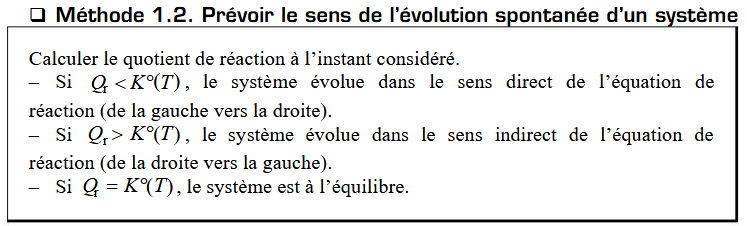 ❑ Méthode 1.2. Prévoir le sens de l’évolution spontanée d’un système
Calculer le quotient de réaction à l’instant considéré.
– Si Qr < K°(T), le système évolue dans le sens direct de l’équation de
réaction (de la gauche vers la droite).
– Si Qr > K°(T), le système évolue dans le sens indirect de l’équation de
réaction (de la droite vers la gauche).
– Si Qr = K°(T), le système est à l’équilibre.